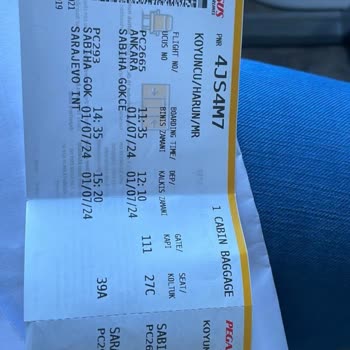 PNR 4JS4M7 1 CABIN BAGGAGE
KOYUNCU/HARUN/MR
FLIGHT NO/ BOARDING TIME/ DEP/ GATE/ SEAT/
UCUS NO BINIS ZAMANI KALKIS ZAMANI KAPI KOLTUK
PC2665 11:35 12:10 111 27C
ANKARA 01/07/24 01/07/24
SABIHA GOKCE
PC293 14:35 15:20 39A
SABIHA GOK 01/07/24 01/07/24
SARAJEVO INT
PEGA
KOYU
SABI
PC26
SARA
PC29